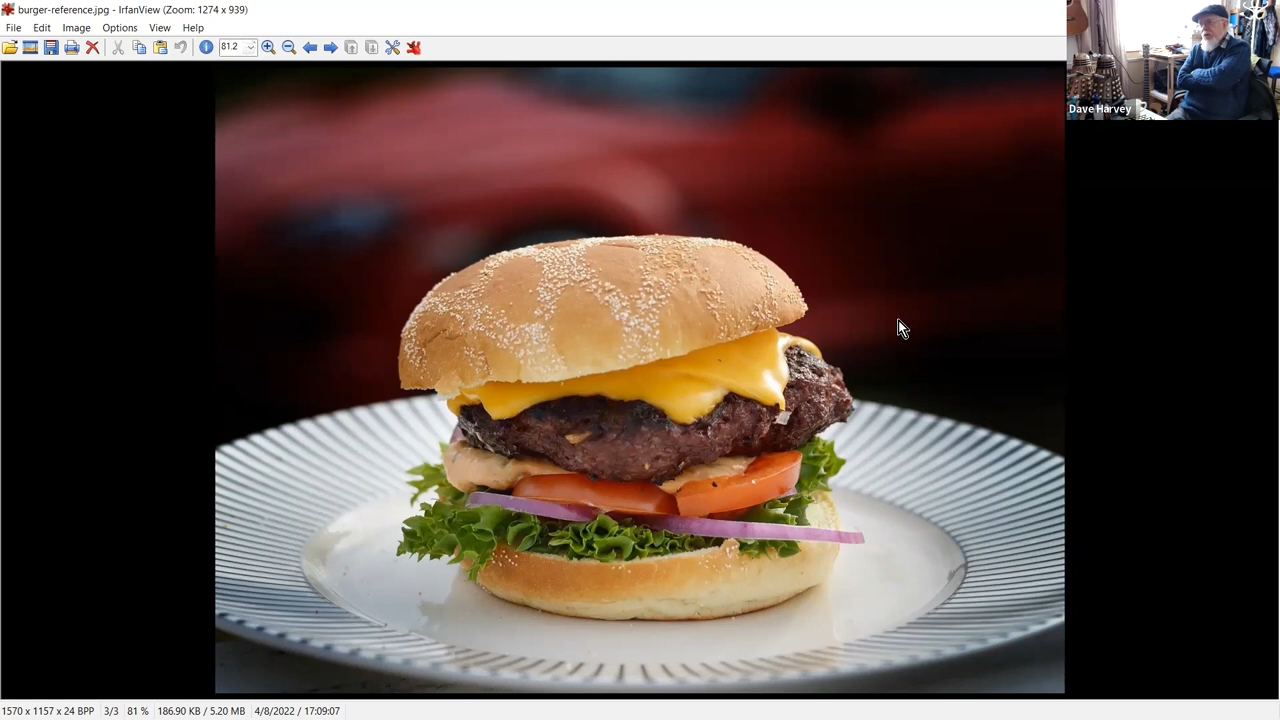 burger-reference.jpg - IrfanView (Zoom: 1274 x 939)
File Edit Image Options View Help
81.2
Dave Harvey
1570 x 1157 x 24 BPP 3/3 81 % 186.90 KB / 5.20 MB 4/8/2022 / 17:09:07